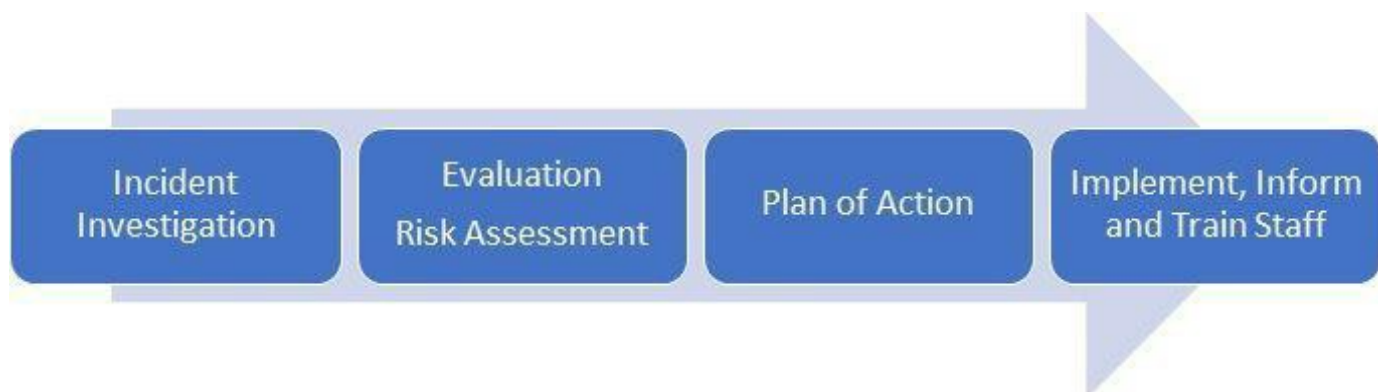 Incident
Investigation
Evaluation
Risk Assessment
Plan of Action
Implement, Inform
and Train Staff